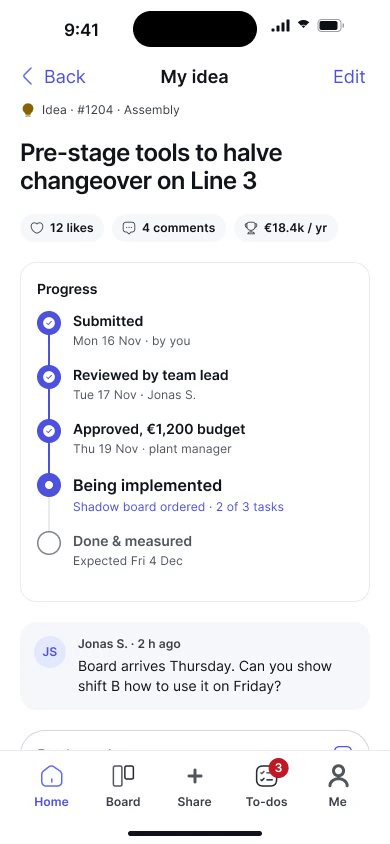 9:41
Back
My idea
Edit
Idea · #1204 · Assembly
Pre-stage tools to halve
changeover on Line 3
12 likes
4 comments
€18.4k / yr
Progress
Submitted
Mon 16 Nov · by you
Reviewed by team lead
Tue 17 Nov · Jonas S.
Approved, €1,200 budget
Thu 19 Nov · plant manager
Being implemented
Shadow board ordered · 2 of 3 tasks
Done & measured
Expected Fri 4 Dec
JS
Jonas S. · 2 h ago
Board arrives Thursday. Can you show
shift B how to use it on Friday?
3
Home
Board
Share
To-dos
Me